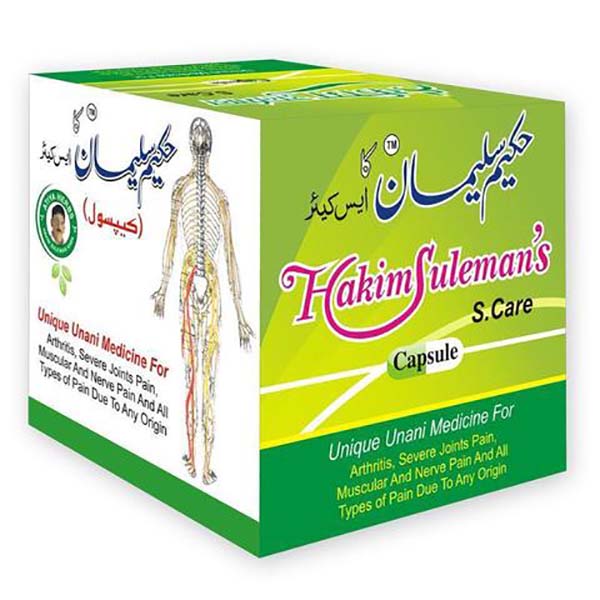 Capsule
S.Care
حکیم سلیمان کا ™
ایس کیئر
(کیپسول)
Unique Unani Medicine For
Arthritis, Severe Joints Pain,
Muscular And Nerve Pain And All
Types of Pain Due To Any Origin
حکیم سلیمان کا ™
ایس کیئر
Hakim Suleman's
S.Care
Capsule
Unique Unani Medicine For
Arthritis, Severe Joints Pain,
Muscular And Nerve Pain And All
Types of Pain Due To Any Origin